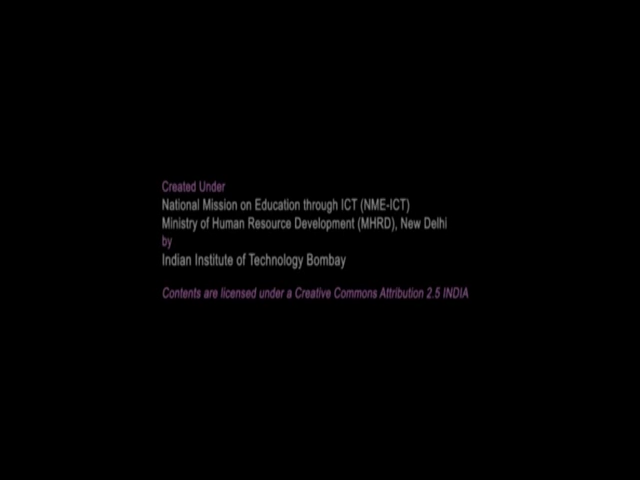 Created Under
National Mission on Education through ICT (NME-ICT)
Ministry of Human Resource Development (MHRD), New Delhi
by
Indian Institute of Technology Bombay
Contents are licensed under a Creative Commons Attribution 2.5 INDIA